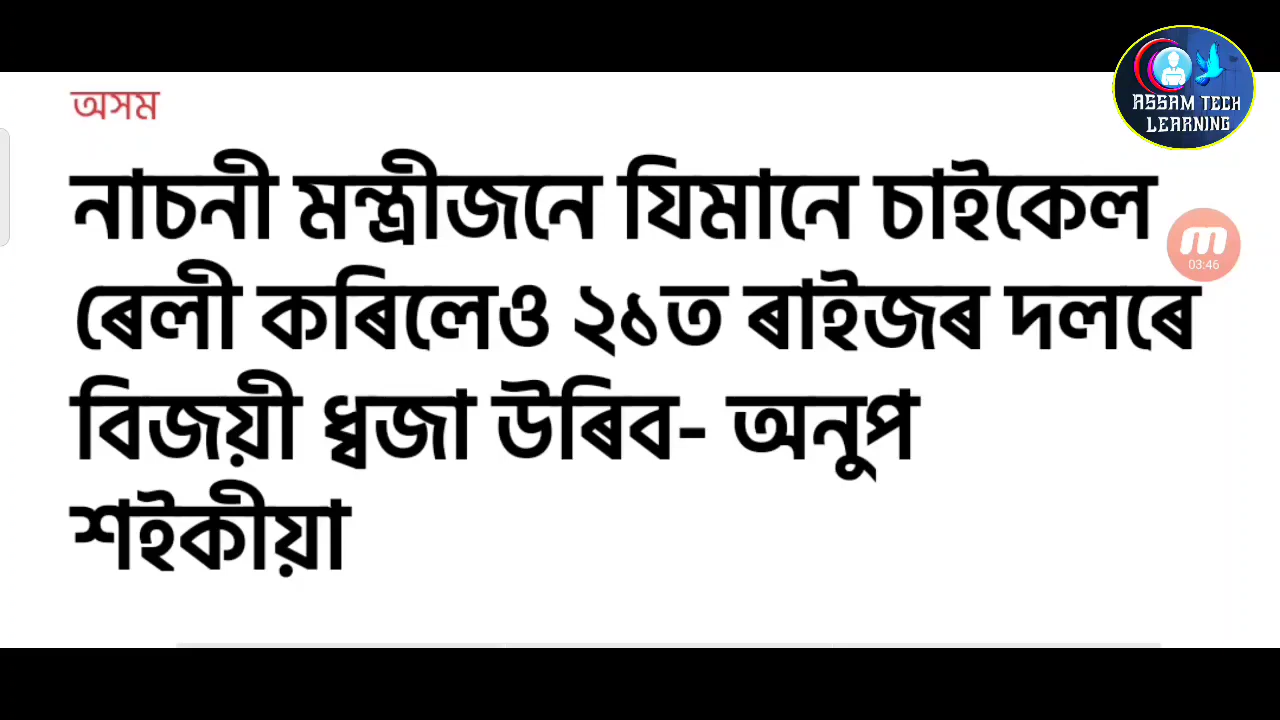 অসম
ASSAM TECH
LEARNING
নাচনী মন্ত্ৰীজনে যিমানে চাইকেল
03:46
ৰেলী কৰিলেও ২১ত ৰাইজৰ দলৰে
বিজয়ী ধ্বজা উৰিব- অনুপ
শইকীয়া